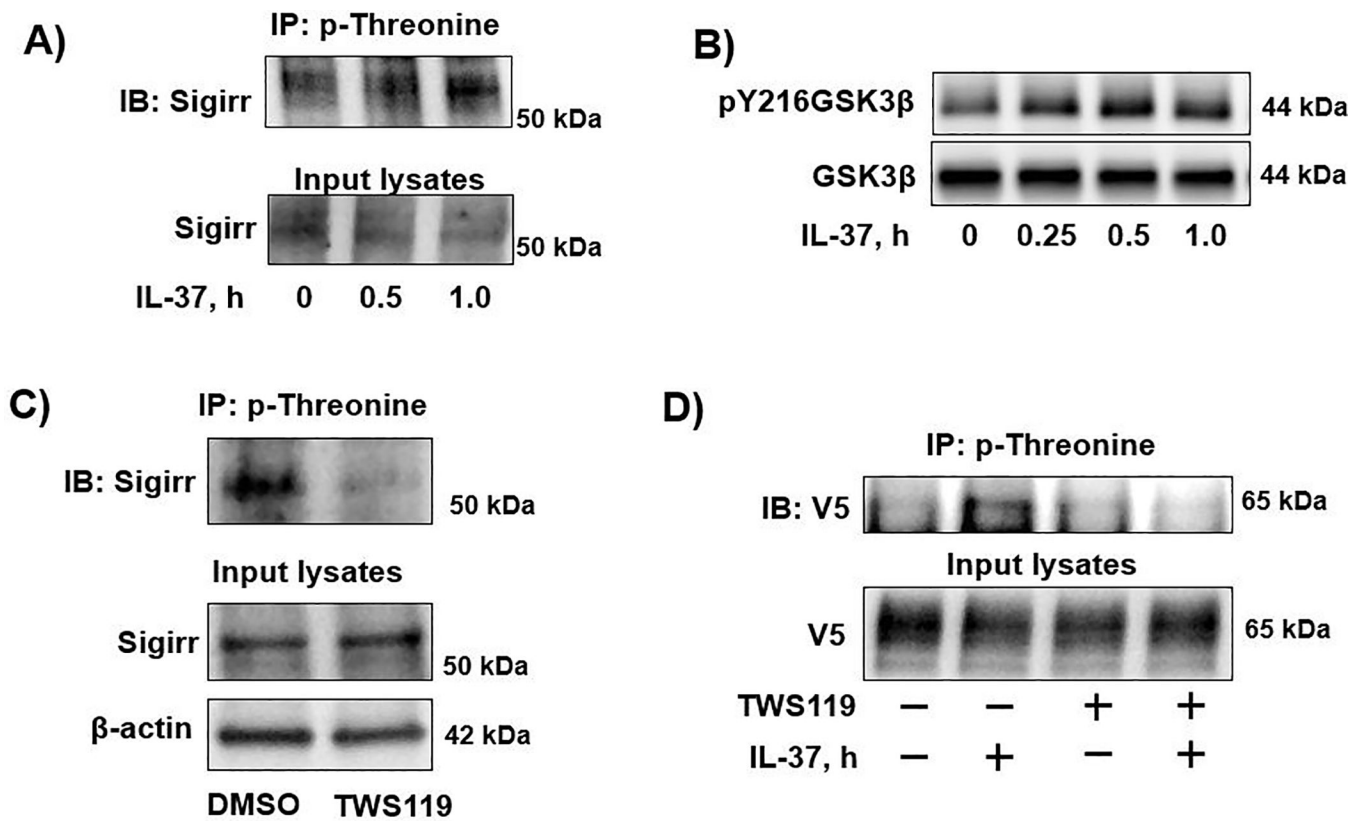 A)
IP: p-Threonine
IB: Sigirr
50 kDa
Input lysates
Sigirr
50 kDa
IL-37, h 0 0.5 1.0
B)
pY216GSK3β
44 kDa
GSK3β
44 kDa
IL-37, h 0 0.25 0.5 1.0
C)
IP: p-Threonine
IB: Sigirr
50 kDa
Input lysates
Sigirr
50 kDa
β-actin
42 kDa
DMSO TWS119
D)
IP: p-Threonine
IB: V5
65 kDa
Input lysates
V5
65 kDa
TWS119 − − + +
IL-37, h − + − +